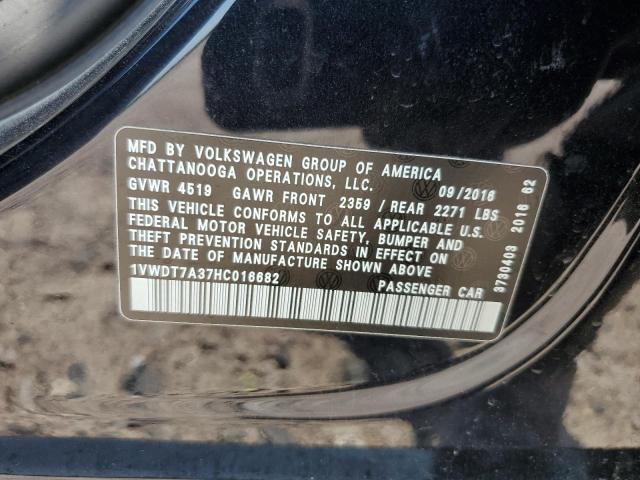 MFD BY VOLKSWAGEN GROUP OF AMERICA
CHATTANOOGA OPERATIONS, LLC. 09/2016
GVWR 4519 GAWR FRONT 2359 / REAR 2271 LBS
THIS VEHICLE CONFORMS TO ALL APPLICABLE U.S.
FEDERAL MOTOR VEHICLE SAFETY, BUMPER AND
THEFT PREVENTION STANDARDS IN EFFECT ON
THE DATE OF MANUFACTURE SHOWN ABOVE
1VWDT7A37HC016682 PASSENGER CAR
3730403 2016 62